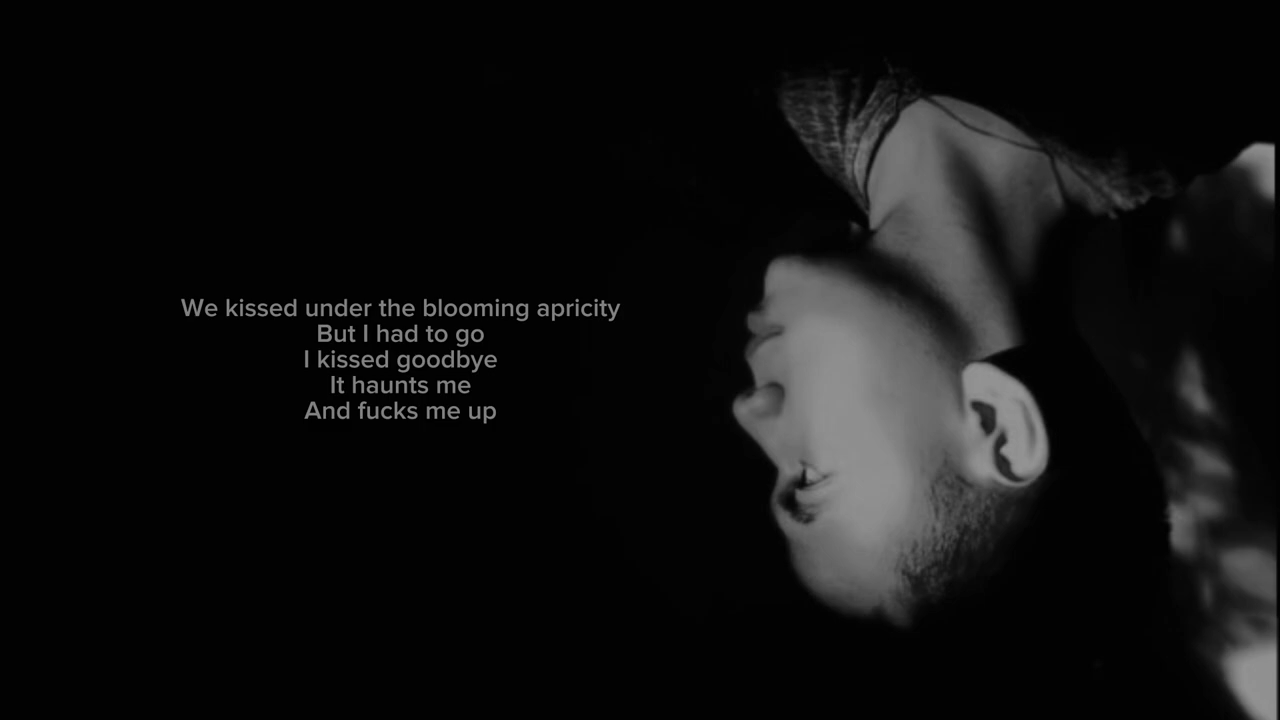 We kissed under the blooming apricity
But I had to go
I kissed goodbye
It haunts me
And fucks me up